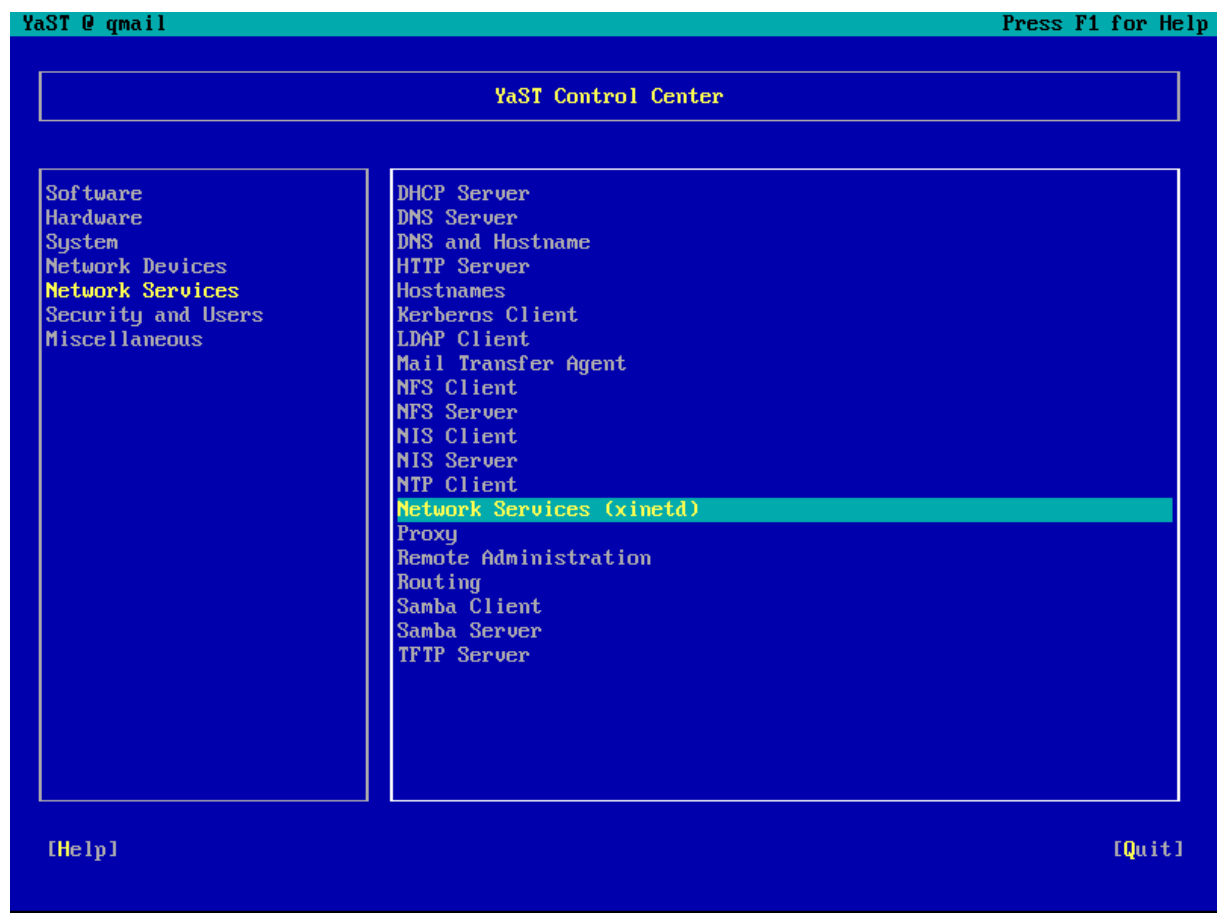 YaST @ qmail Press F1 for Help
YaST Control Center
Software
Hardware
System
Network Devices
Network Services
Security and Users
Miscellaneous
DHCP Server
DNS Server
DNS and Hostname
HTTP Server
Hostnames
Kerberos Client
LDAP Client
Mail Transfer Agent
NFS Client
NFS Server
NIS Client
NIS Server
NTP Client
Network Services (xinetd)
Proxy
Remote Administration
Routing
Samba Client
Samba Server
TFTP Server
[Help] [Quit]